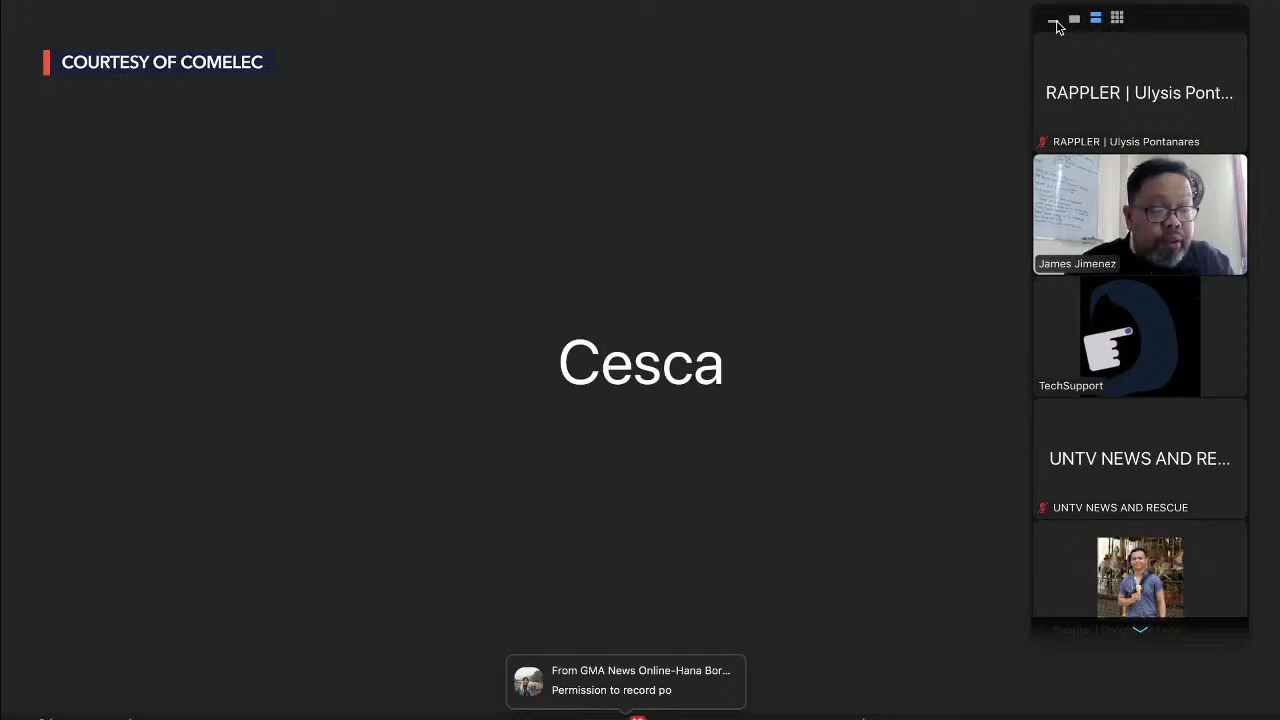 COURTESY OF COMELEC
RAPPLER | Ulysis Pont...
RAPPLER | Ulysis Pontanares
James Jimenez
TechSupport
Cesca
UNTV NEWS AND RE...
UNTV NEWS AND RESCUE
From GMA News Online-Hana Bor...
Permission to record po